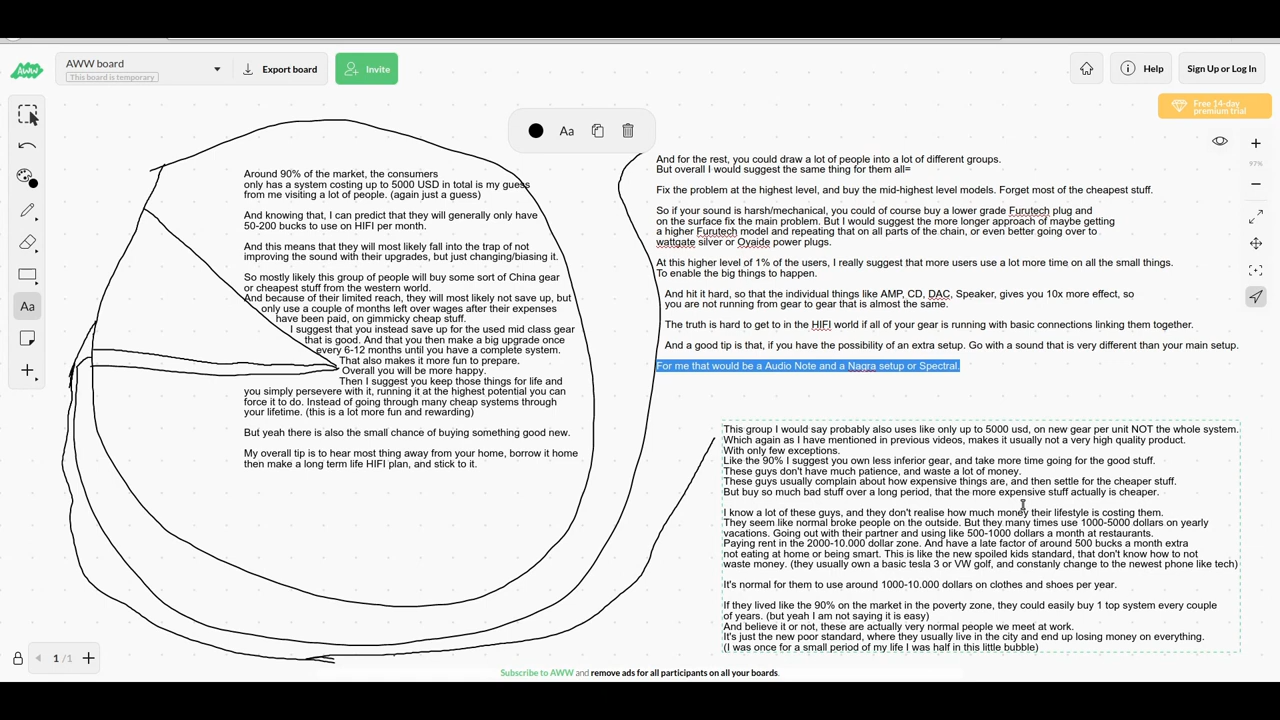 AWW board
This board is temporary
Export board
Invite
Help
Sign Up or Log In
Free 14-day
premium trial
Aa
97%
Aa
Around 90% of the market, the consumers
only has a system costing up to 5000 USD in total is my guess
from me visiting a lot of people. (again just a guess)
And knowing that, I can predict that they will generally only have
50-200 bucks to use on HIFI per month.
And this means that they will most likely fall into the trap of not
improving the sound with their upgrades, but just changing/biasing it.
So mostly likely this group of people will buy some sort of China gear
or cheapest stuff from the western world.
And because of their limited reach, they will most likely not save up, but
only use a couple of months left over wages after their expenses
have been paid, on gimmicky cheap stuff.
I suggest that you instead save up for the used mid class gear
that is good. And that you then make a big upgrade once
every 6-12 months until you have a complete system.
That also makes it more fun to prepare.
Overall you will be more happy.
Then I suggest you keep those things for life and
you simply persevere with it, running it at the highest potential you can
force it to do. Instead of going through many cheap systems through
your lifetime. (this is a lot more fun and rewarding)
But yeah there is also the small chance of buying something good new.
My overall tip is to hear most away from your home, borrow it home
then make a long term life HIFI plan, and stick to it.
And for the rest, you could draw a lot of people into a lot of different groups.
But overall I would suggest the same thing for them all=
Fix the problem at the highest level, and buy the mid-highest level models. Forget most of the cheapest stuff.
So if your sound is harsh/mechanical, you could of course buy a lower grade Furutech plug and
on the surface fix the main problem. But I would suggest the more longer approach of maybe getting
a higher Furutech model and repeating that on all parts of the chain, or even better going over to
wattgate silver or Oyaide power plugs.
At this higher level of 1% of the users, I really suggest that more users use a lot more time on all the small things.
To enable the big things to happen.
And hit it hard, so that the individual things like AMP, CD, DAC, Speaker, gives you 10x more effect, so
you are not running from gear to gear that is almost the same.
The truth is hard to get to in the HIFI world if all of your gear is running with basic connections linking them together.
And a good tip is that, if you have the possibility of an extra setup. Go with a sound that is very different than your main setup.
For me that would be a Audio Note and a Nagra setup or Spectral.
This group I would say probably also uses like only up to 5000 usd, on new gear per unit NOT the whole system.
Which again as I have mentioned in previous videos, makes it usually not a very high quality product.
With only few exceptions.
Like the 90% I suggest you own less inferior gear, and take more time going for the good stuff.
These guys don't have much patience, and waste a lot of money.
These guys usually complain about how expensive things are, and then settle for the cheaper stuff.
But buy so much bad stuff over a long period, that the more expensive stuff actually is cheaper.
I know a lot of these guys, and they don't realise how much money their lifestyle is costing them.
They seem like normal broke people on the outside. But they many times use 1000-5000 dollars on yearly
vacations. Going out with their partner and using like 500-1000 dollars a month at restaurants.
Paying rent in the 2000-10.000 dollar zone. And have a late factor of around 500 bucks a month extra
not eating at home or being smart. This is like the new spoiled kids standard, that don't know how to not
waste money. (they usually own a basic tesla 3 or VW golf, and constanly change to the newest phone like tech)
It's normal for them to use around 1000-10.000 dollars on clothes and shoes per year.
If they lived like the 90% on the market in the poverty zone, they could easily buy 1 top system every couple
of years. (but yeah I am not saying it is easy)
And believe it or not, these are actually very normal people we meet at work.
It's just the new poor standard, where they usually live in the city and end up losing money on everything.
(I was once for a small period of my life I was half in this little bubble)
1 /1
Subscribe to AWW and remove ads for all participants on all your boards.